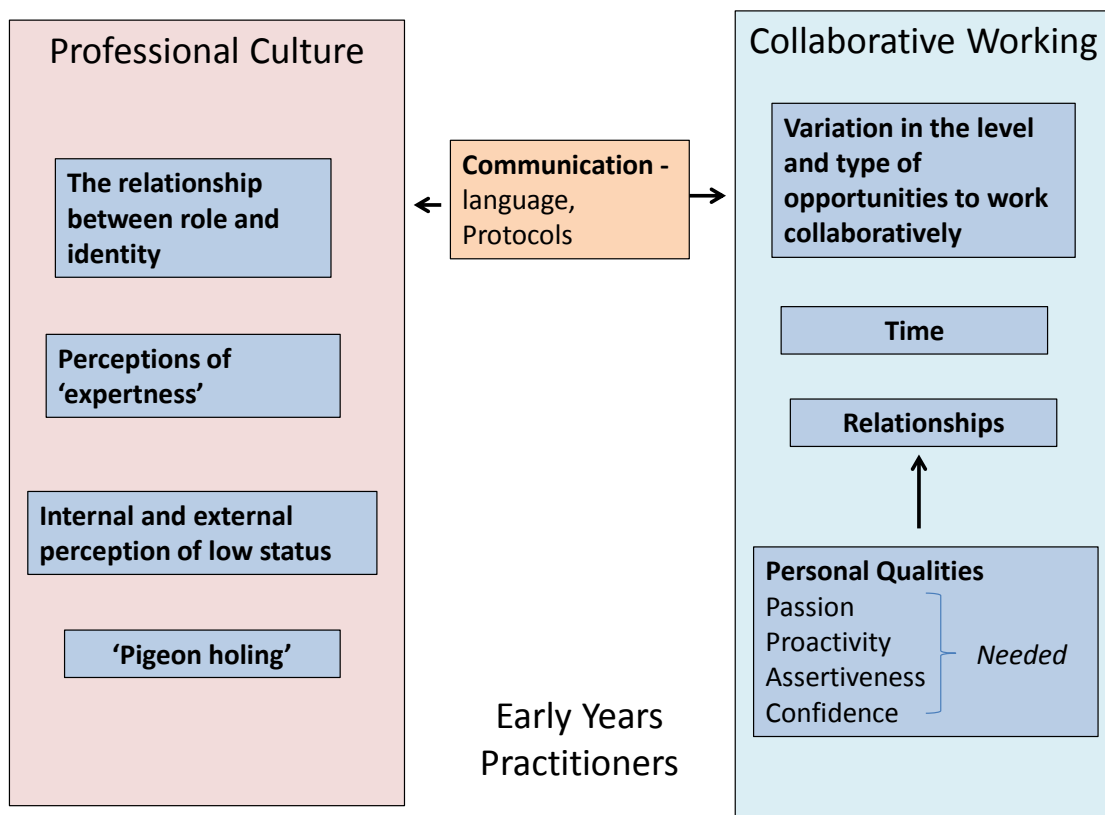 Professional Culture
The relationship
between role and
identity
Perceptions of
‘expertness’
Internal and external
perception of low status
‘Pigeon holing’
Communication -
language,
Protocols
Early Years
Practitioners
Collaborative Working
Variation in the level
and type of
opportunities to work
collaboratively
Time
Relationships
Personal Qualities
Passion
Proactivity
Assertiveness
Confidence
Needed